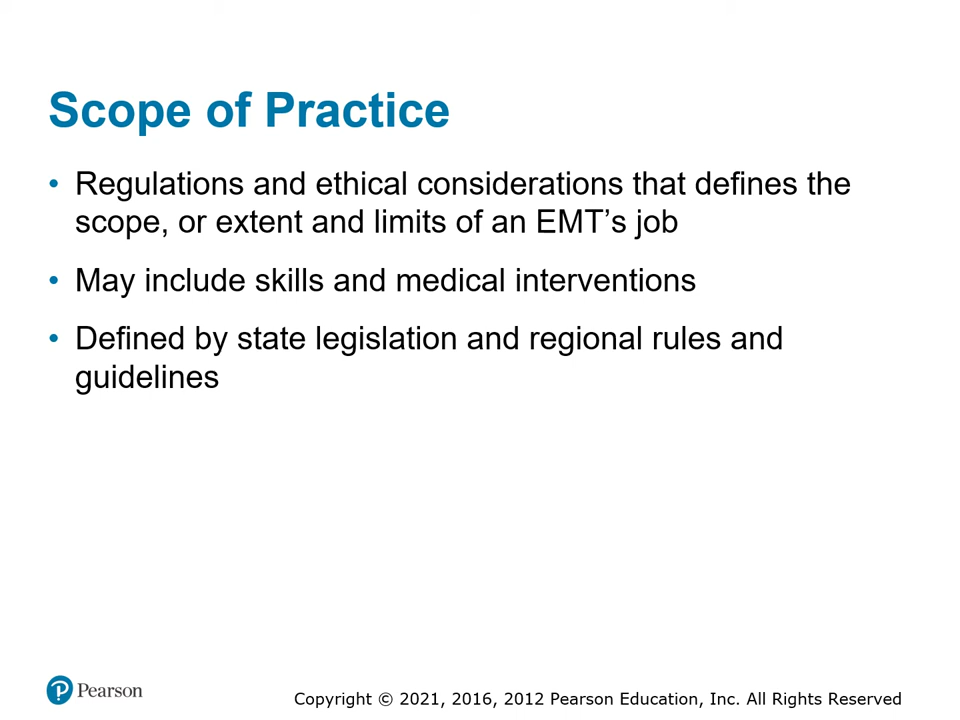 Scope of Practice
• Regulations and ethical considerations that defines the
scope, or extent and limits of an EMT’s job
• May include skills and medical interventions
• Defined by state legislation and regional rules and
guidelines
Pearson
Copyright © 2021, 2016, 2012 Pearson Education, Inc. All Rights Reserved